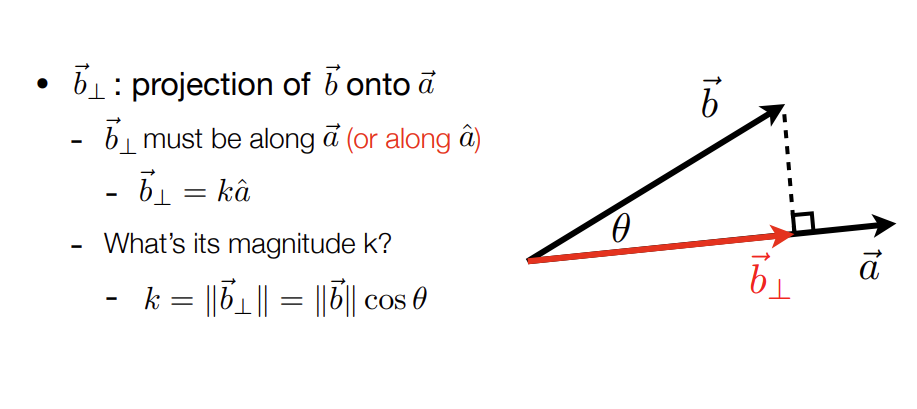 • $\vec{b}_\perp$ : projection of $\vec{b}$ onto $\vec{a}$
- $\vec{b}_\perp$ must be along $\vec{a}$ (or along $\hat{a}$)
- $\vec{b}_\perp = k\hat{a}$
- What’s its magnitude k?
- $k = \|\vec{b}_\perp\| = \|\vec{b}\| \cos\theta$
$\vec{b}$
$\theta$
$\vec{b}_\perp$
$\vec{a}$